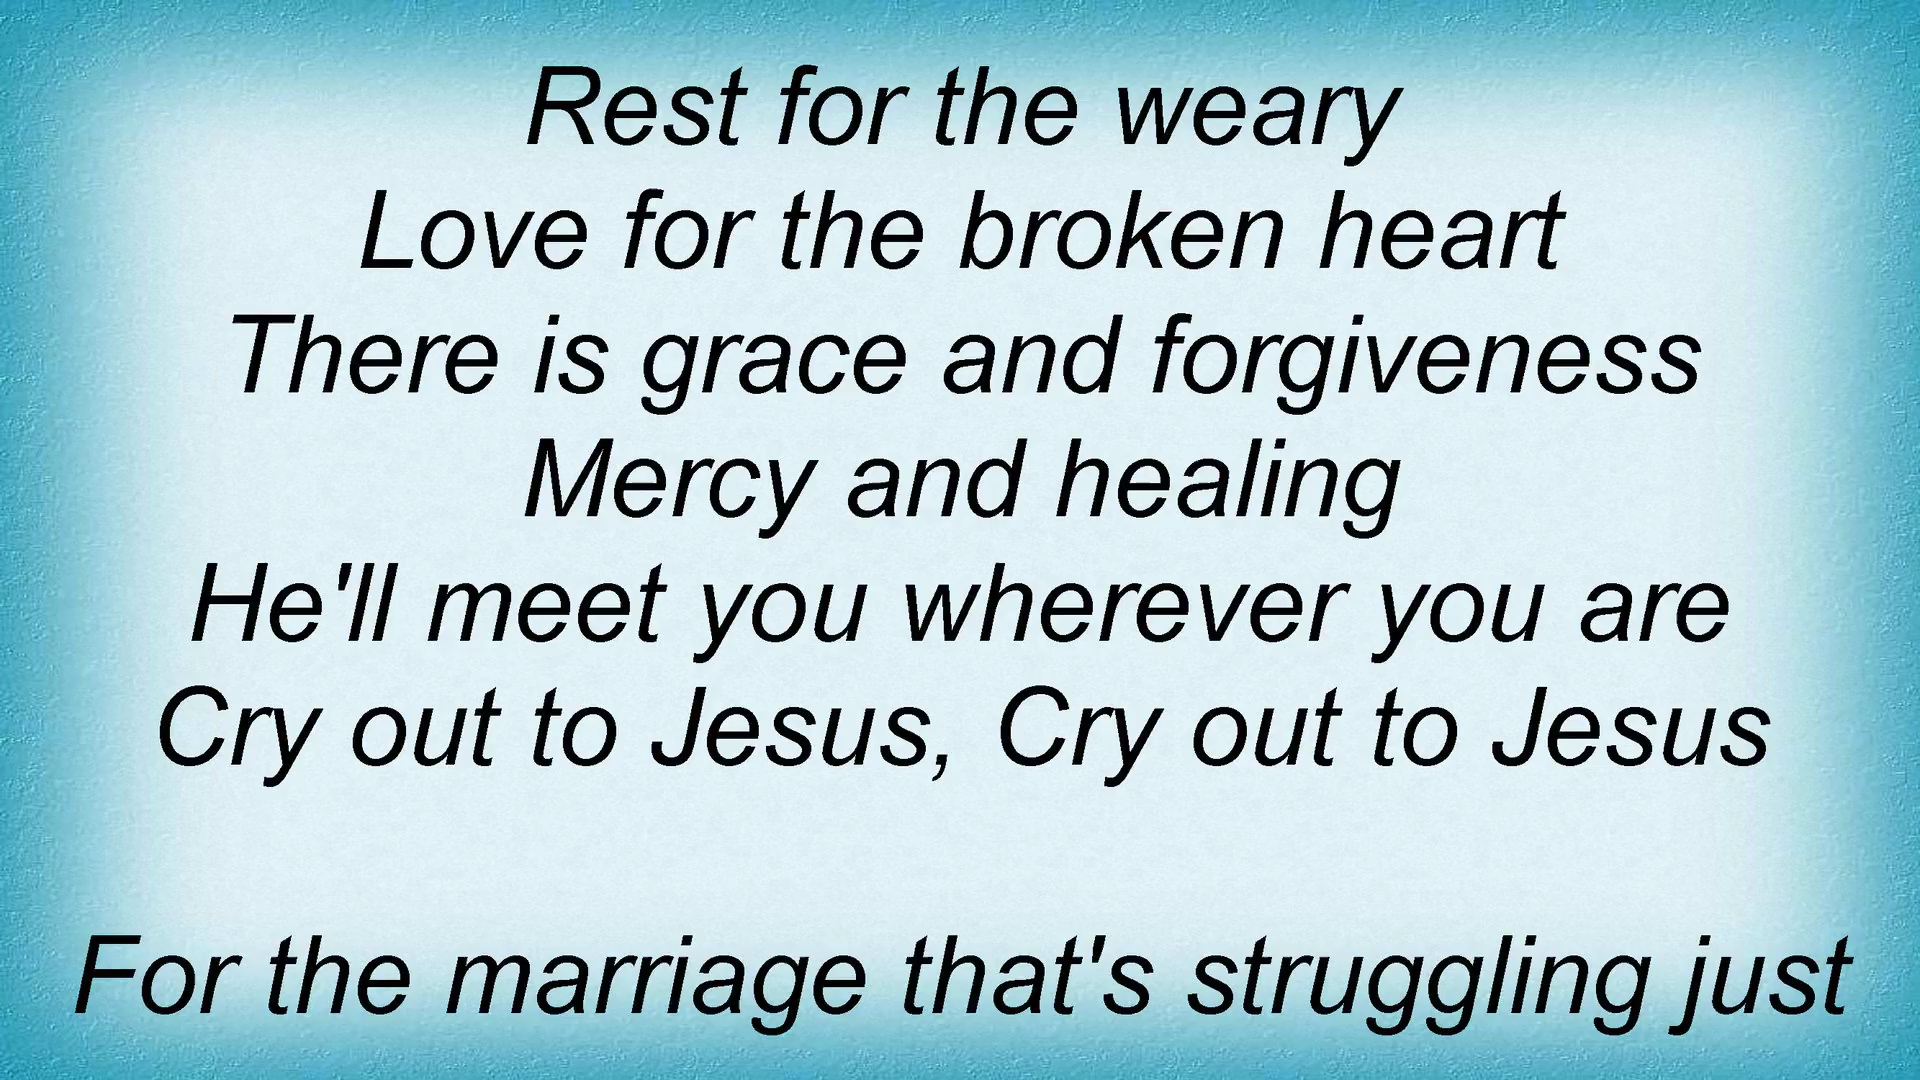 Rest for the weary
Love for the broken heart
There is grace and forgiveness
Mercy and healing
He'll meet you wherever you are
Cry out to Jesus, Cry out to Jesus
For the marriage that's struggling just